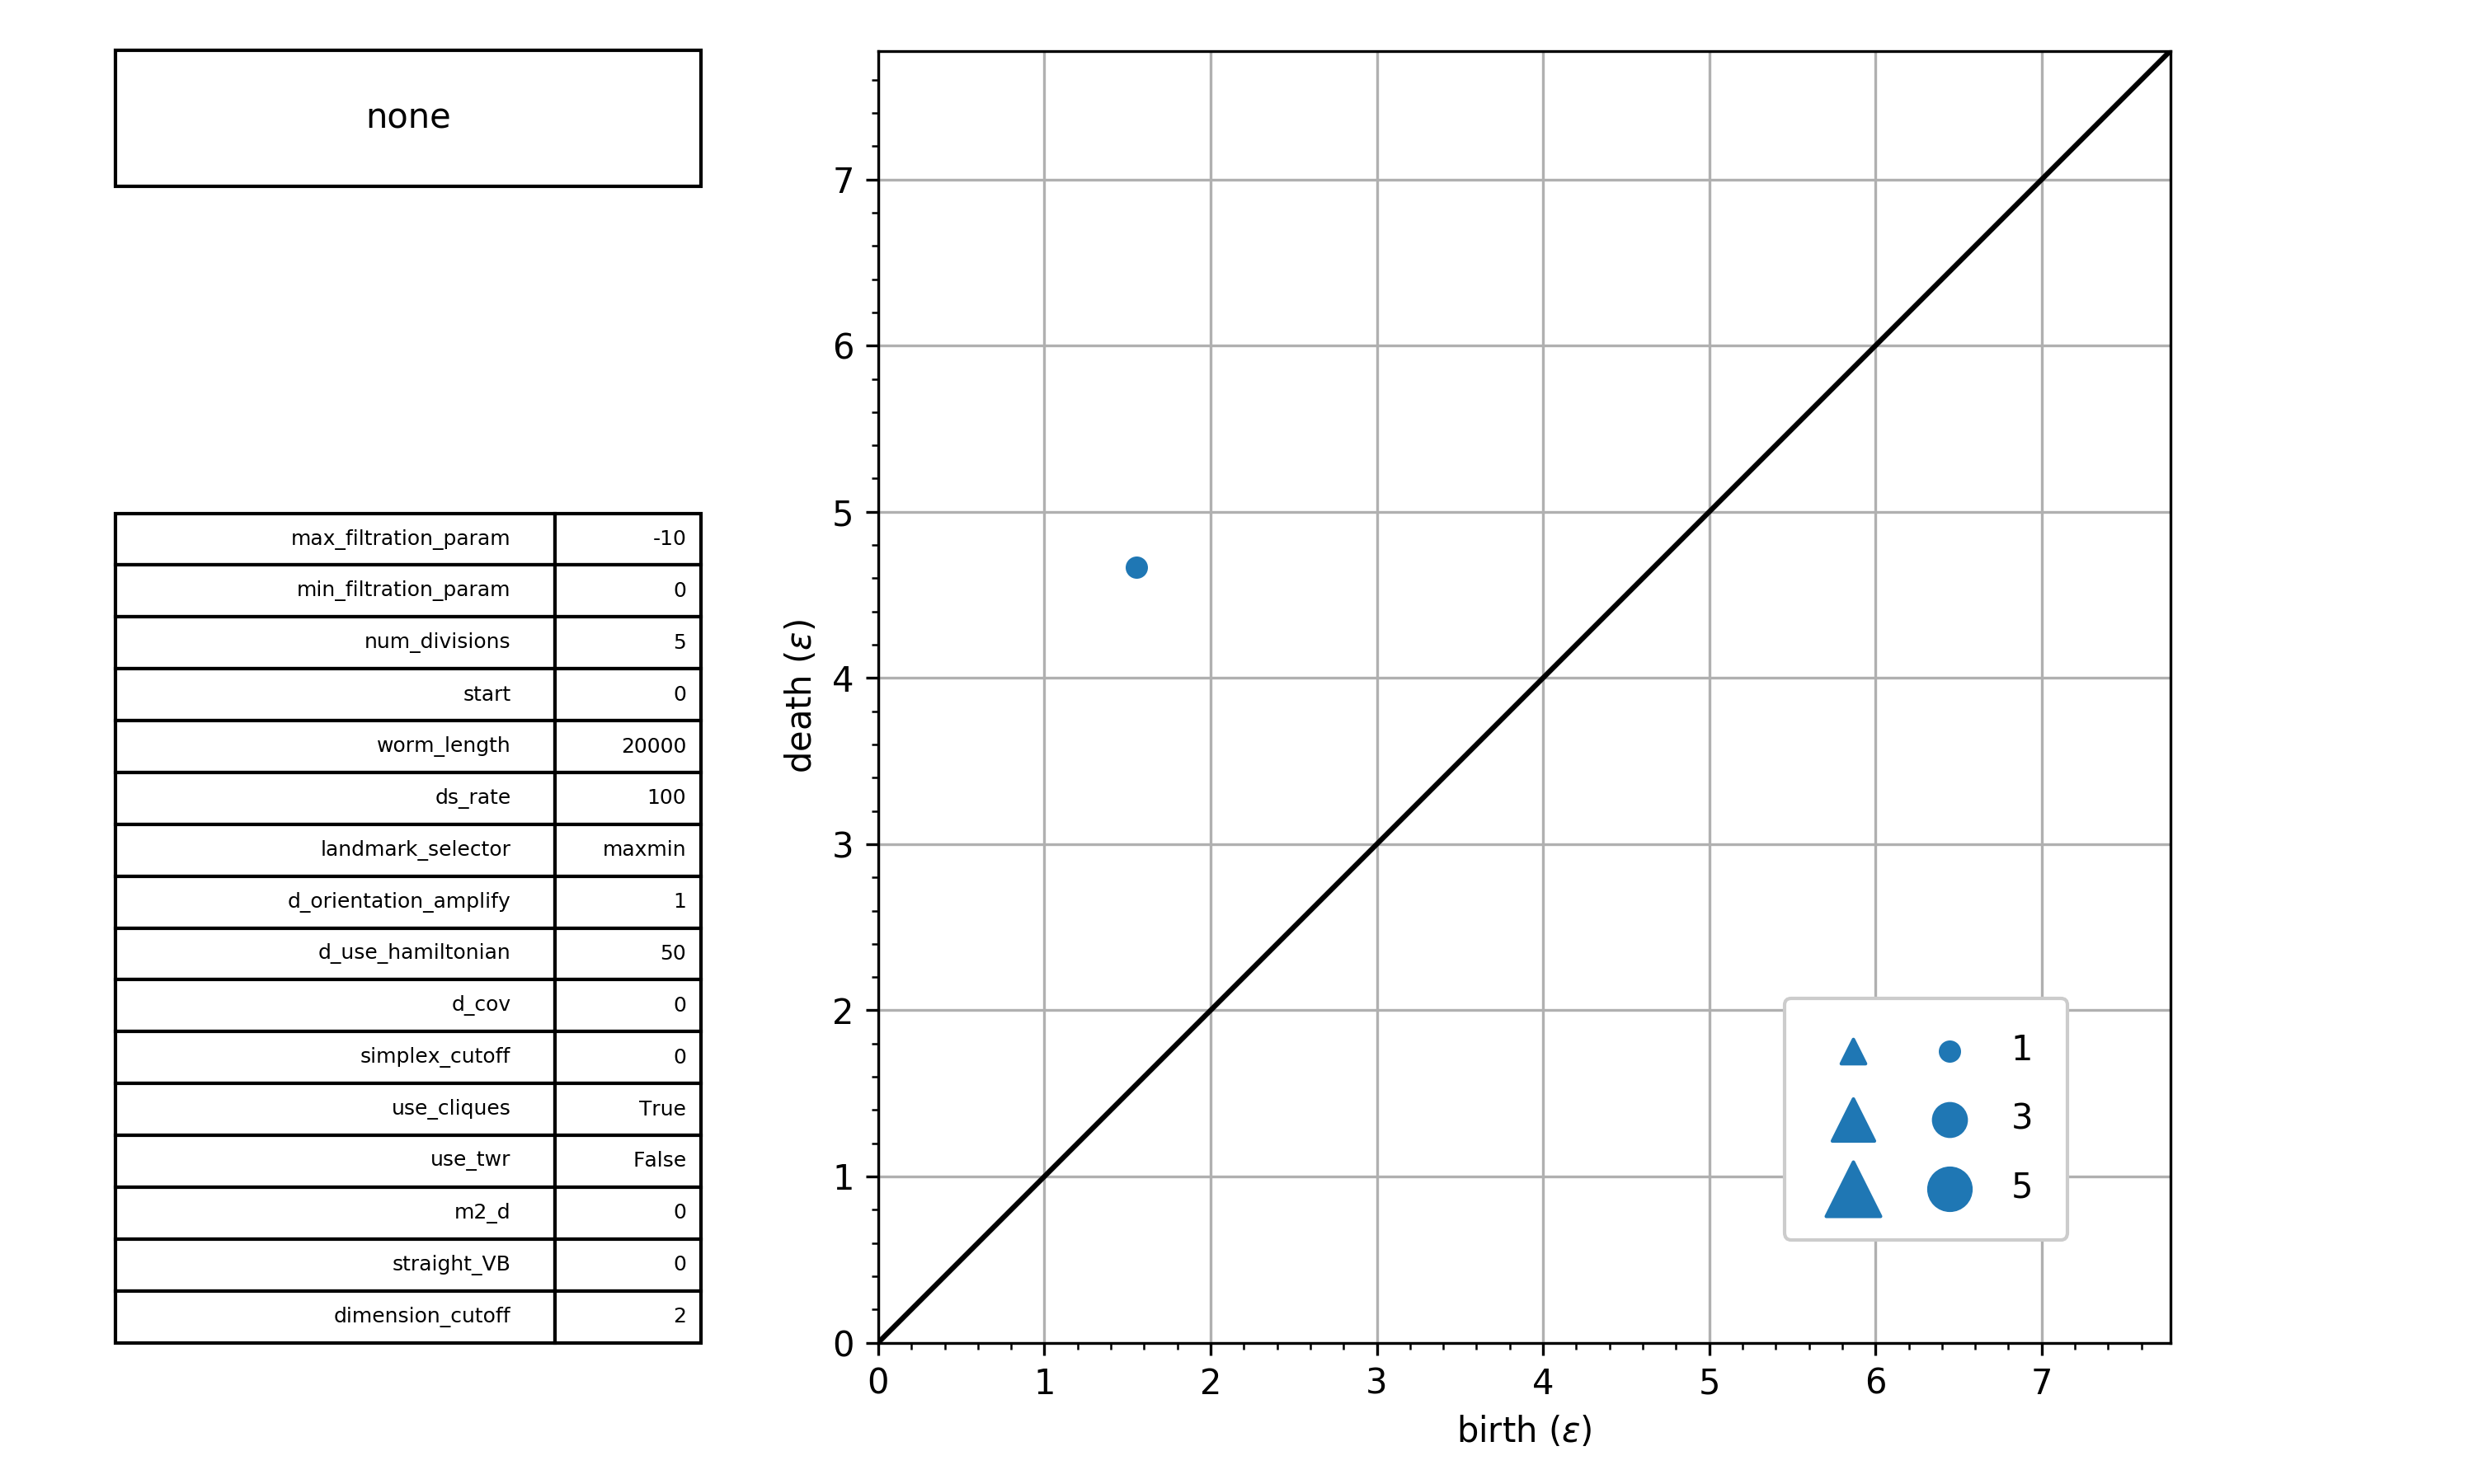 none
max_filtration_param -10
min_filtration_param 0
num_divisions 5
start 0
worm_length 20000
ds_rate 100
landmark_selector maxmin
d_orientation_amplify 1
d_use_hamiltonian 50
d_cov 0
simplex_cutoff 0
use_cliques True
use_twr False
m2_d 0
straight_VB 0
dimension_cutoff 2
death (ε)
7
6
5
4
3
2
1
0
0 1 2 3 4 5 6 7
birth (ε)
1
3
5